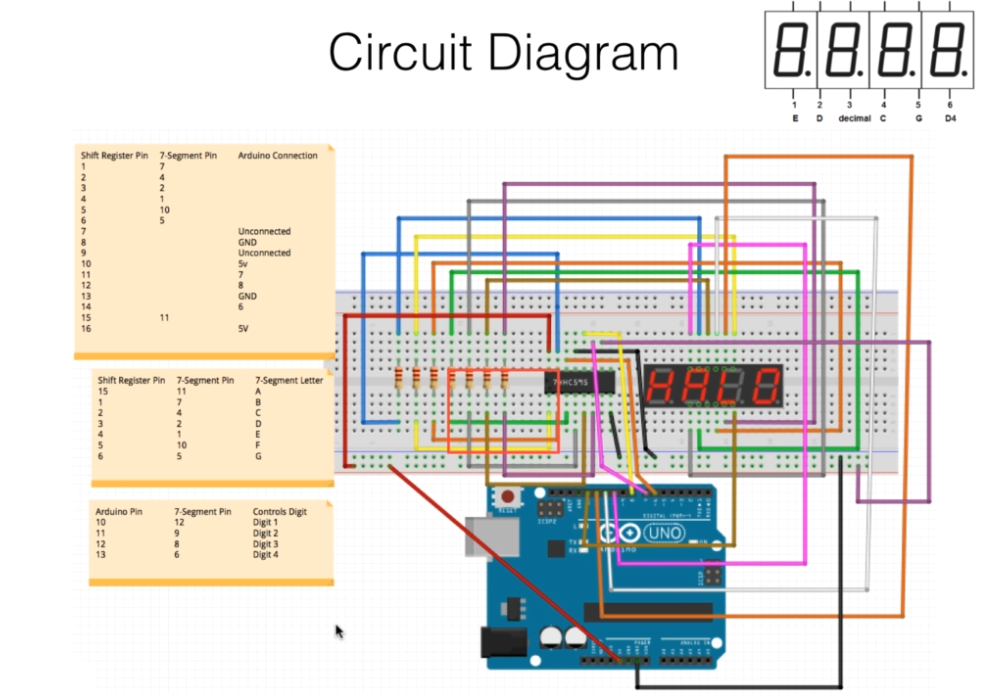 Circuit Diagram
1 2 3 4 5 6
E D decimal C G D4
Shift Register Pin 7-Segment Pin Arduino Connection
1 7
2 4
3 2
4 1
5 10
6 5
7 Unconnected
8 GND
9 Unconnected
10 5v
11 7
12 8
13 GND
14 6
15 11
16 5V
Shift Register Pin 7-Segment Pin 7-Segment Letter
15 11 A
1 7 B
2 4 C
3 2 D
4 1 E
5 10 F
6 5 G
Arduino Pin 7-Segment Pin Controls Digit
10 12 Digit 1
11 9 Digit 2
12 8 Digit 3
13 6 Digit 4
RESET
UNO